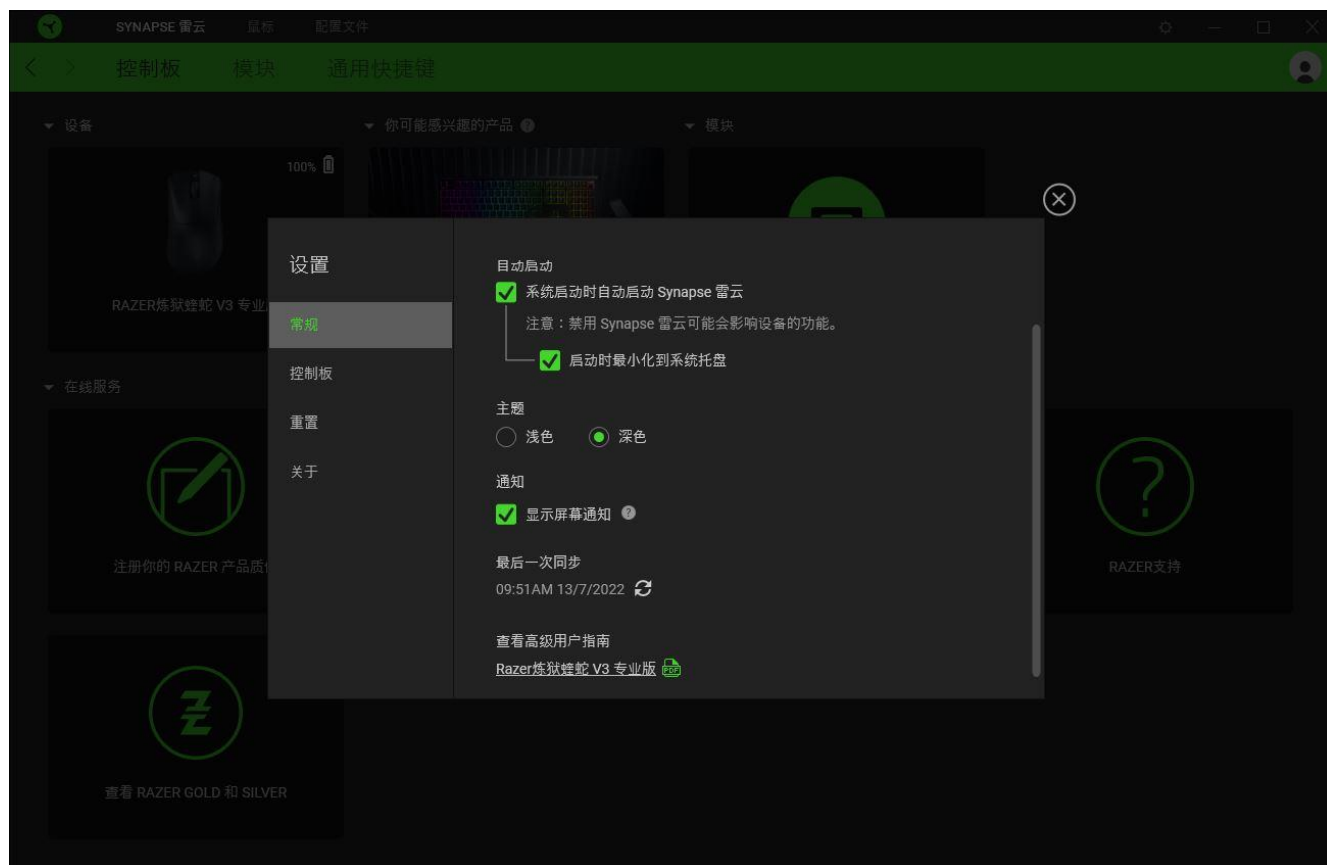 SYNAPSE 雷云
鼠标
配置文件
控制板
模块
通用快捷键
设备
你可能感兴趣的产品
模块
100%
RAZER炼狱蝰蛇 V3 专业
在线服务
注册你的 RAZER 产品质
查看 RAZER GOLD 和 SILVER
RAZER支持
设置
常规
控制板
重置
关于
自动启动
系统启动时自动启动 Synapse 雷云
注意：禁用 Synapse 雷云可能会影响设备的功能。
启动时最小化到系统托盘
主题
浅色
深色
通知
显示屏幕通知
最后一次同步
09:51AM 13/7/2022
查看高级用户指南
Razer炼狱蝰蛇 V3 专业版
PDF